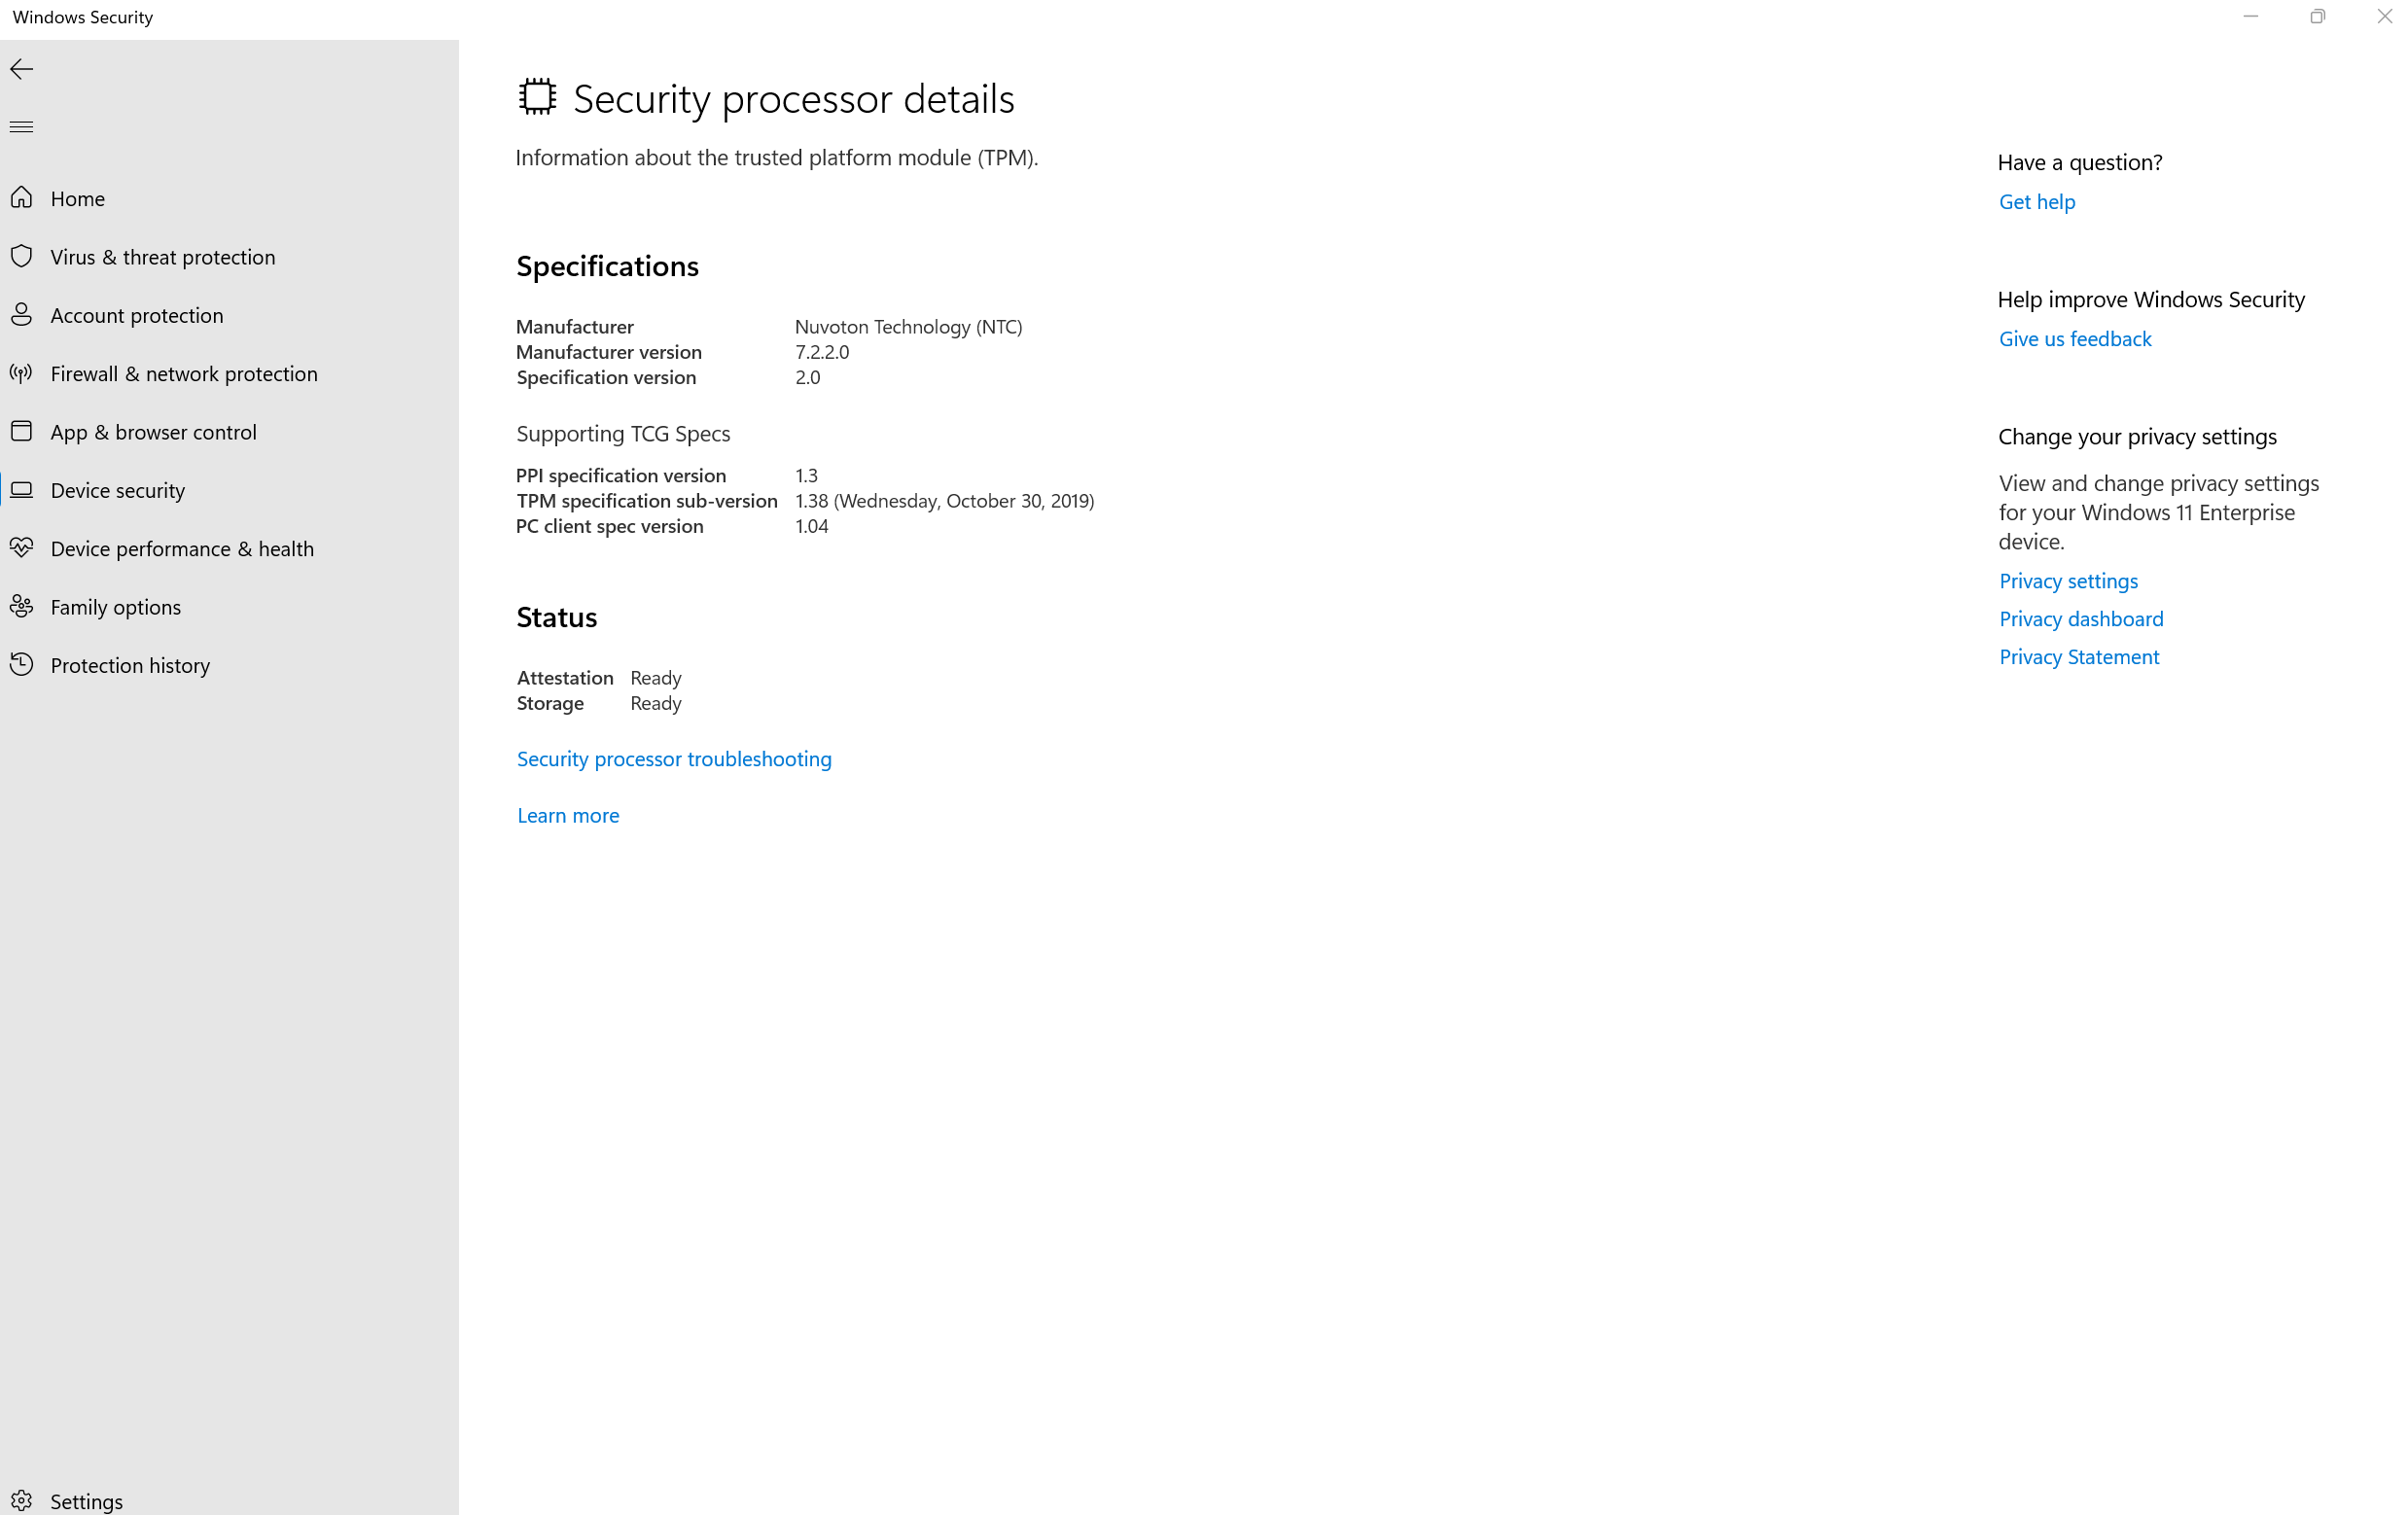 Windows Security
Home
Virus & threat protection
Account protection
Firewall & network protection
App & browser control
Device security
Device performance & health
Family options
Protection history
Settings
Security processor details
Information about the trusted platform module (TPM).
Specifications
Manufacturer Nuvoton Technology (NTC)
Manufacturer version 7.2.2.0
Specification version 2.0
Supporting TCG Specs
PPI specification version 1.3
TPM specification sub-version 1.38 (Wednesday, October 30, 2019)
PC client spec version 1.04
Status
Attestation Ready
Storage Ready
Security processor troubleshooting
Learn more
Have a question?
Get help
Help improve Windows Security
Give us feedback
Change your privacy settings
View and change privacy settings
for your Windows 11 Enterprise
device.
Privacy settings
Privacy dashboard
Privacy Statement